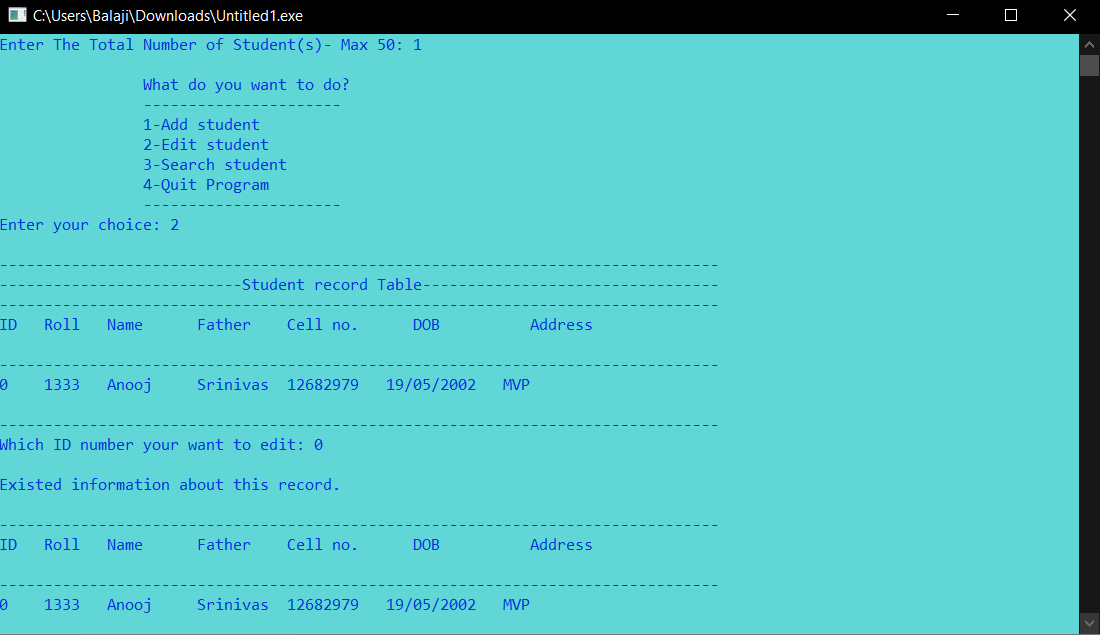 C:\Users\Balaji\Downloads\Untitled1.exe
Enter The Total Number of Student(s)- Max 50: 1
What do you want to do?
----------------------
1-Add student
2-Edit student
3-Search student
4-Quit Program
----------------------
Enter your choice: 2
--------------------------------------------------------------------------------
---------------------------Student record Table---------------------------------
--------------------------------------------------------------------------------
ID Roll Name Father Cell no. DOB Address
--------------------------------------------------------------------------------
0 1333 Anooj Srinivas 12682979 19/05/2002 MVP
--------------------------------------------------------------------------------
Which ID number your want to edit: 0
Existed information about this record.
--------------------------------------------------------------------------------
ID Roll Name Father Cell no. DOB Address
--------------------------------------------------------------------------------
0 1333 Anooj Srinivas 12682979 19/05/2002 MVP